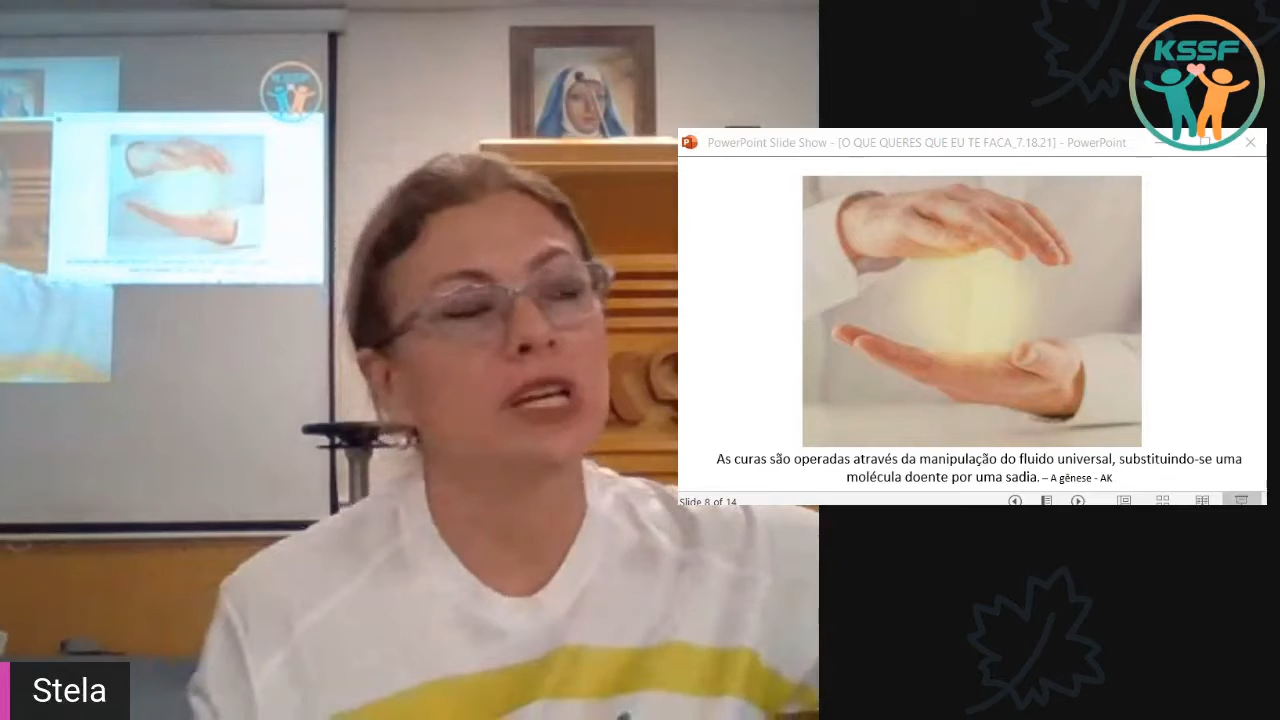 KSSF
PowerPoint Slide Show - [O QUE QUERES QUE EU TE FACA_7.18.21] - PowerPoint
As curas são operadas através da manipulação do fluido universal, substituindo-se uma
molécula doente por uma sadia. – A gênese - AK
Slide 8 of 14
Stela